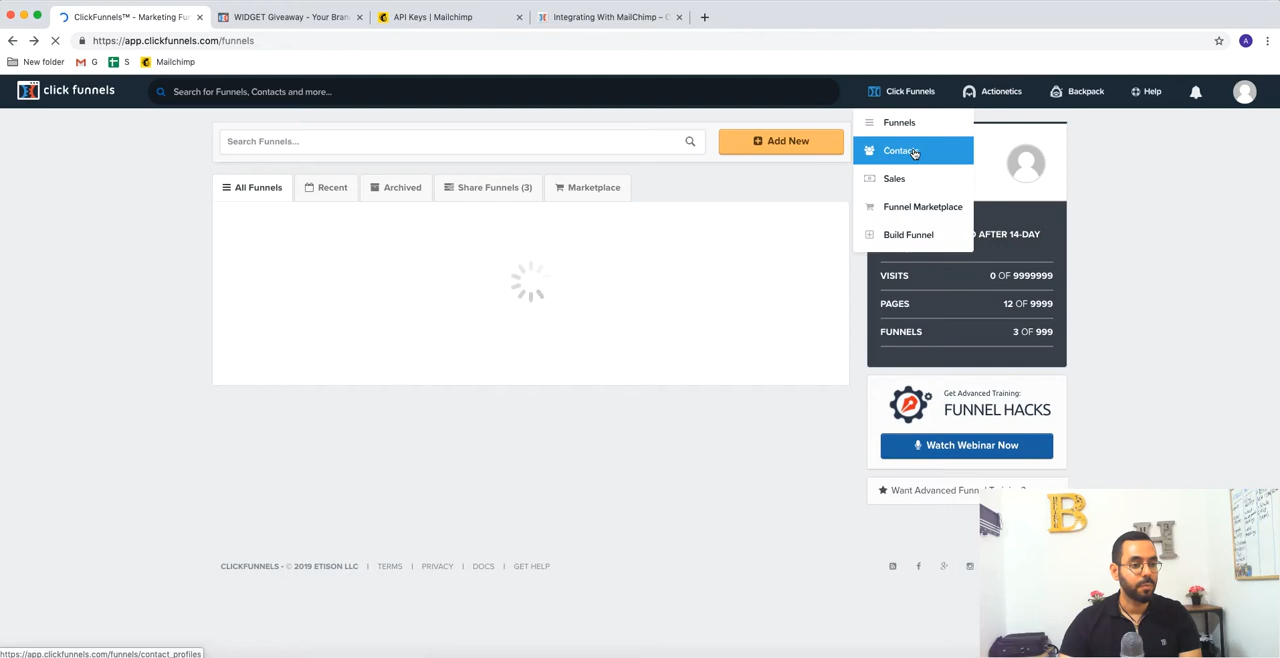 ClickFunnels™ - Marketing Fun
WIDGET Giveaway - Your Bran
API Keys | Mailchimp
Integrating With MailChimp – C
https://app.clickfunnels.com/funnels
A
New folder
G
S
Mailchimp
click funnels
Search for Funnels, Contacts and more...
Click Funnels
Actionetics
Backpack
Help
Search Funnels...
Add New
Funnels
Contacts
Sales
Funnel Marketplace
Build Funnel
All Funnels
Recent
Archived
Share Funnels (3)
Marketplace
AFTER 14-DAY
VISITS 0 OF 9999999
PAGES 12 OF 9999
FUNNELS 3 OF 999
Get Advanced Training:
FUNNEL HACKS
Watch Webinar Now
Want Advanced Funn
B
H
CLICKFUNNELS - © 2019 ETISON LLC | TERMS | PRIVACY | DOCS | GET HELP
https://app.clickfunnels.com/funnels/contact_profiles